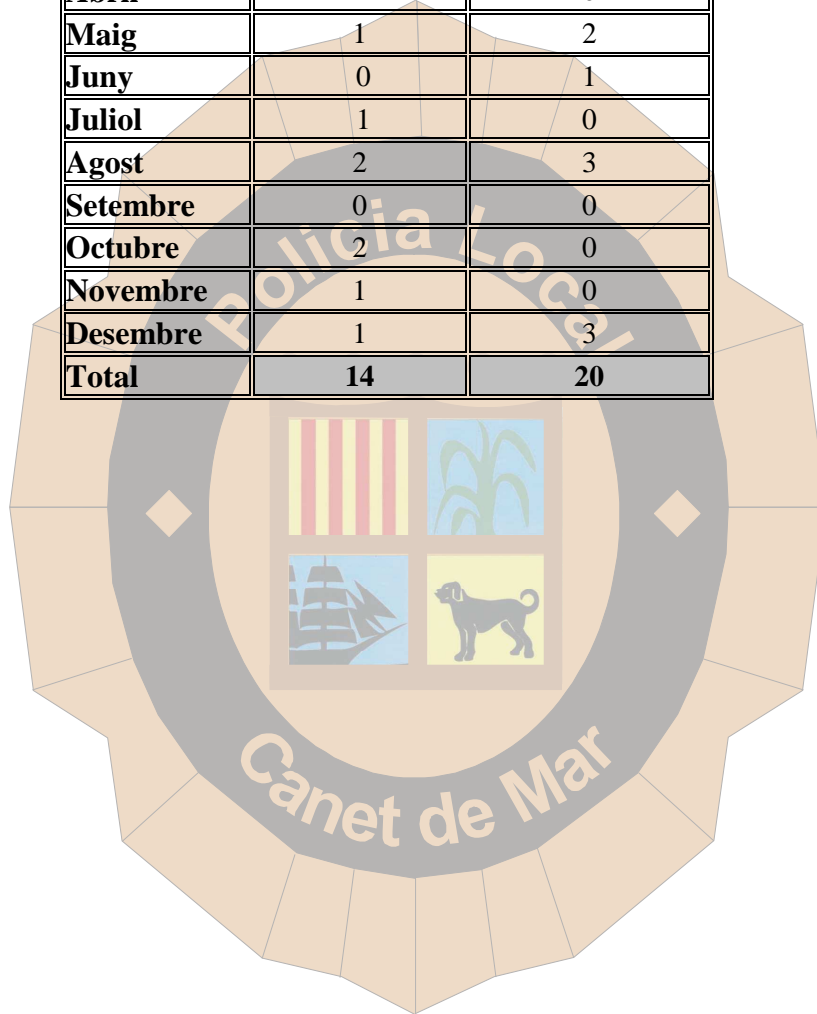 Maig 1 2
Juny 0 1
Juliol 1 0
Agost 2 3
Setembre 0 0
Octubre 2 0
Novembre 1 0
Desembre 1 3
Total 14 20
Policia Local
Canet de Mar